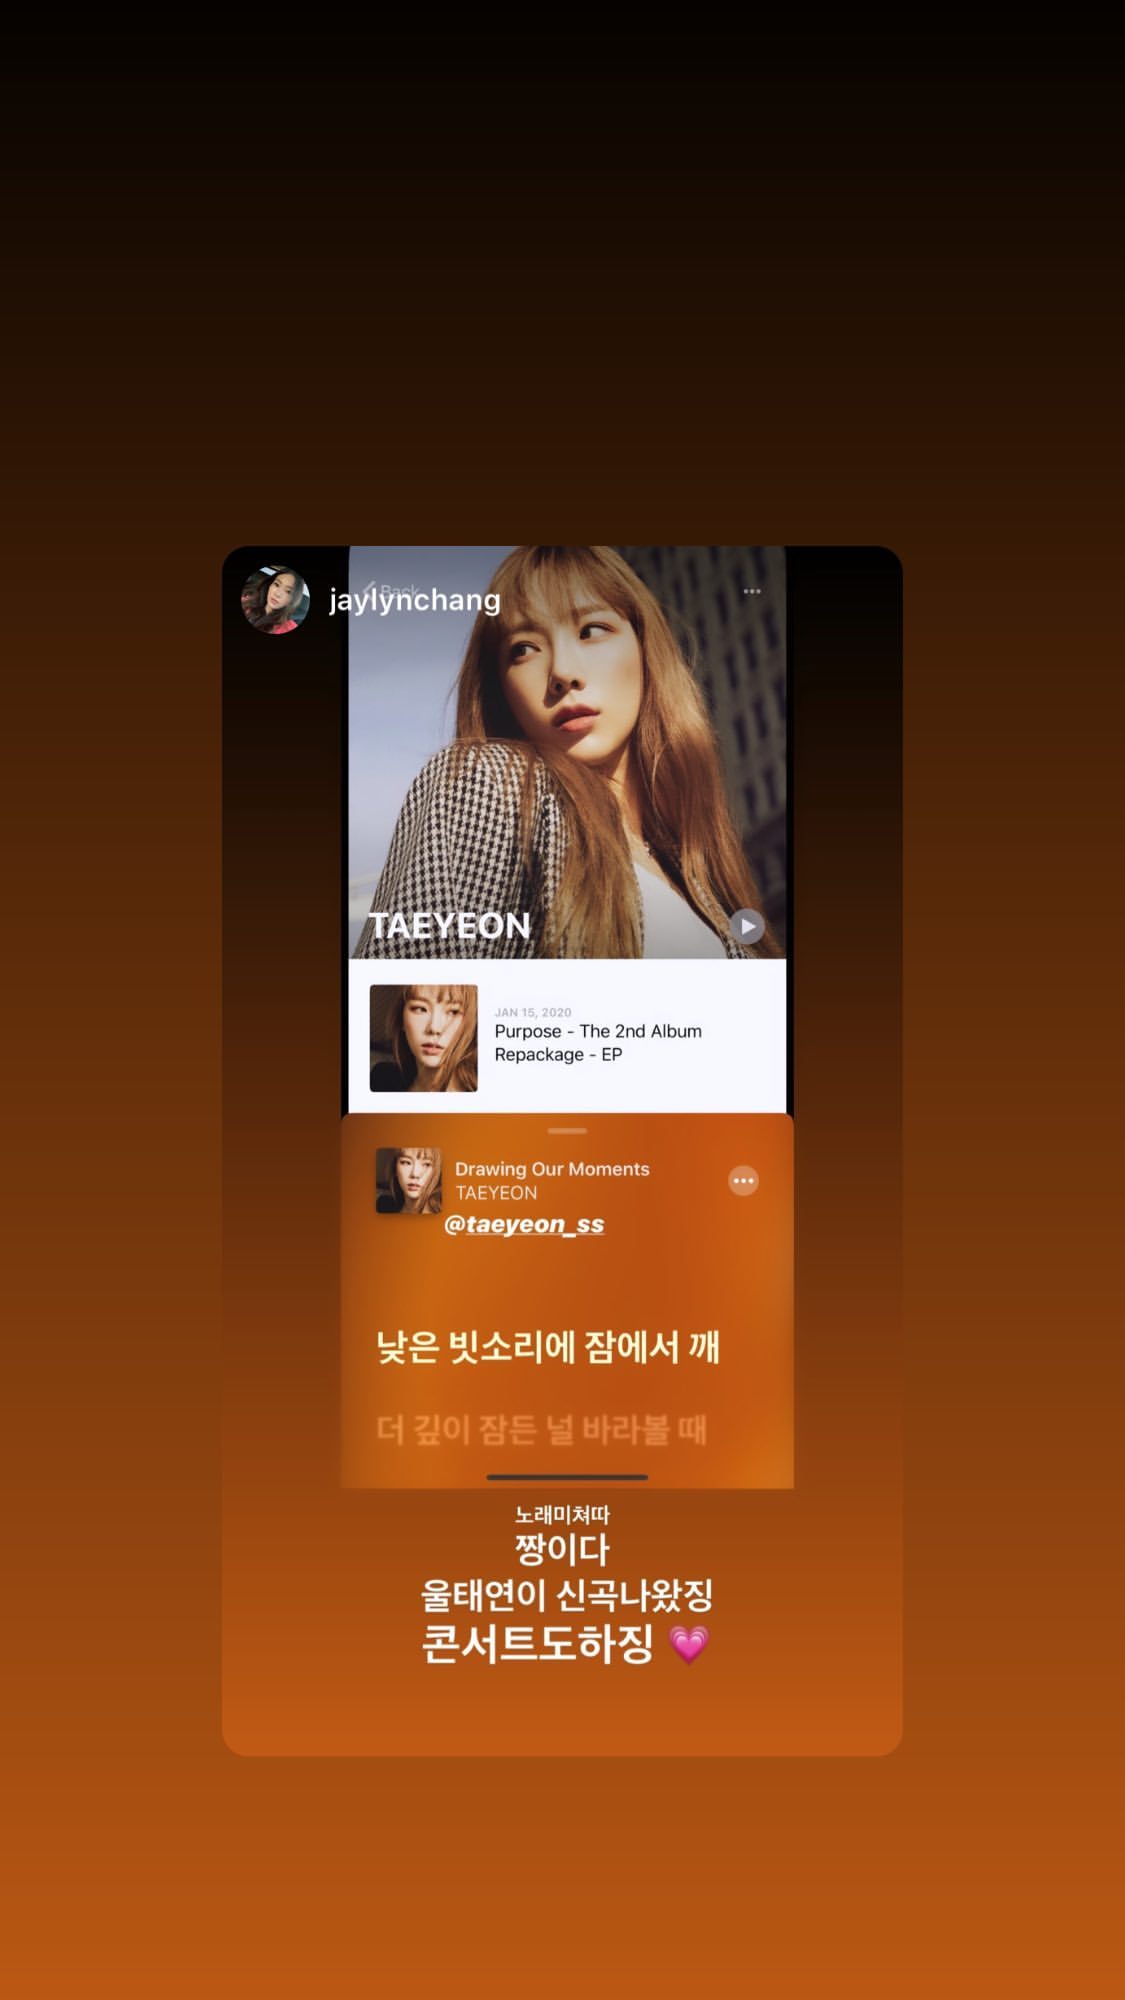 Back
jaylynchang
TAEYEON
JAN 15, 2020
Purpose - The 2nd Album
Repackage - EP
Drawing Our Moments
TAEYEON
@taeyeon_ss
낮은 빗소리에 잠에서 깨
더 깊이 잠든 널 바라볼 때
노래미쳐따
짱이다
울태연이 신곡나왔징
콘서트도하징 💗